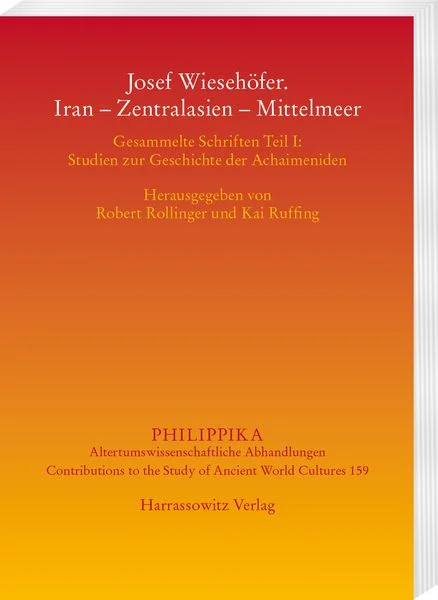 Josef Wiesehöfer.
Iran – Zentralasien – Mittelmeer
Gesammelte Schriften Teil I:
Studien zur Geschichte der Achaimeniden
Herausgegeben von
Robert Rollinger und Kai Ruffing
PHILIPPIKA
Altertumswissenschaftliche Abhandlungen
Contributions to the Study of Ancient World Cultures 159
Harrassowitz Verlag